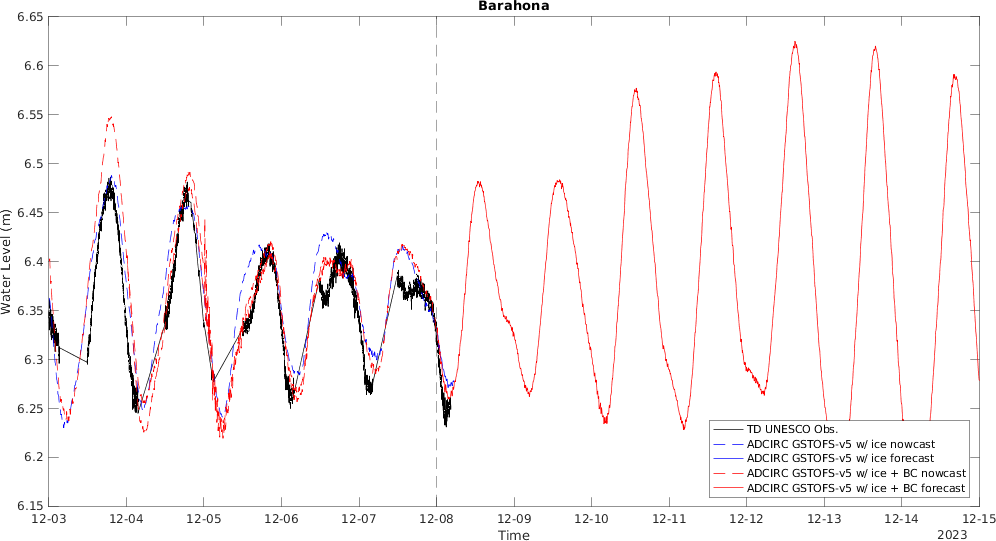 Barahona
6.65
6.6
6.55
6.5
6.45
6.4
6.35
6.3
6.25
6.2
6.15
Water Level (m)
12-03 12-04 12-05 12-06 12-07 12-08 12-09 12-10 12-11 12-12 12-13 12-14 12-15
Time
2023
TD UNESCO Obs.
ADCIRC GSTOFS-v5 w/ ice nowcast
ADCIRC GSTOFS-v5 w/ ice forecast
ADCIRC GSTOFS-v5 w/ ice + BC nowcast
ADCIRC GSTOFS-v5 w/ ice + BC forecast